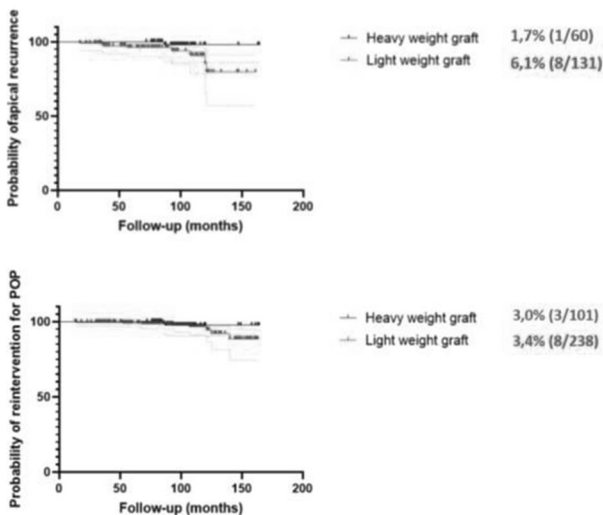 Probability ofapical recurrence
100
50
0
0
50
100
150
200
Follow-up (months)
Heavy weight graft
1,7% (1/60)
Light weight graft
6,1% (8/131)
Probability of reintervention for POP
100
50
0
0
50
100
150
200
Follow-up (months)
Heavy weight graft
3,0% (3/101)
Light weight graft
3,4% (8/238)